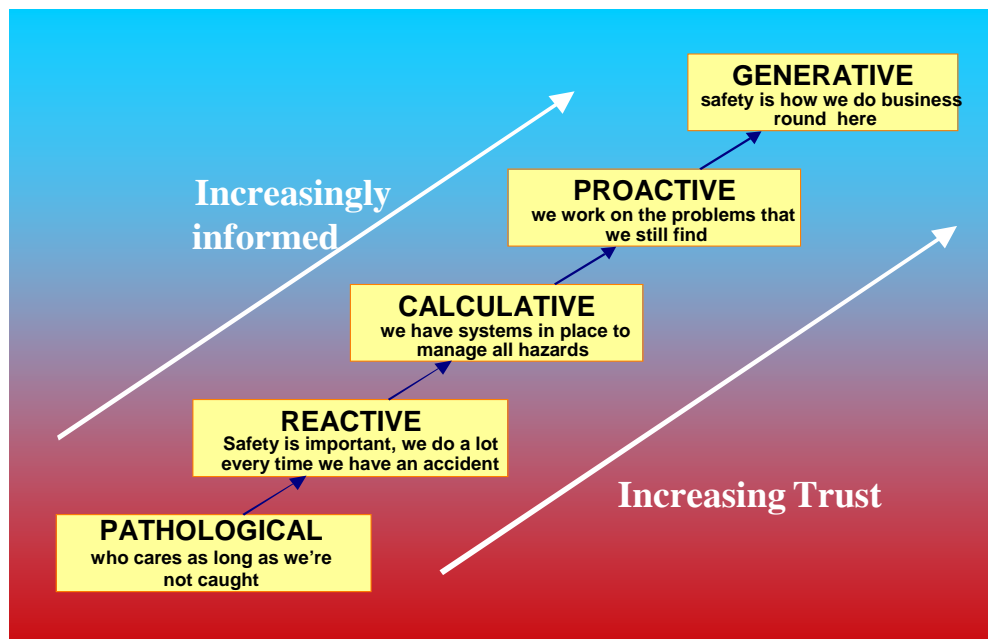 GENERATIVE
safety is how we do business
round here
Increasingly
informed
PROACTIVE
we work on the problems that
we still find
CALCULATIVE
we have systems in place to
manage all hazards
REACTIVE
Safety is important, we do a lot
every time we have an accident
Increasing Trust
PATHOLOGICAL
who cares as long as we’re
not caught